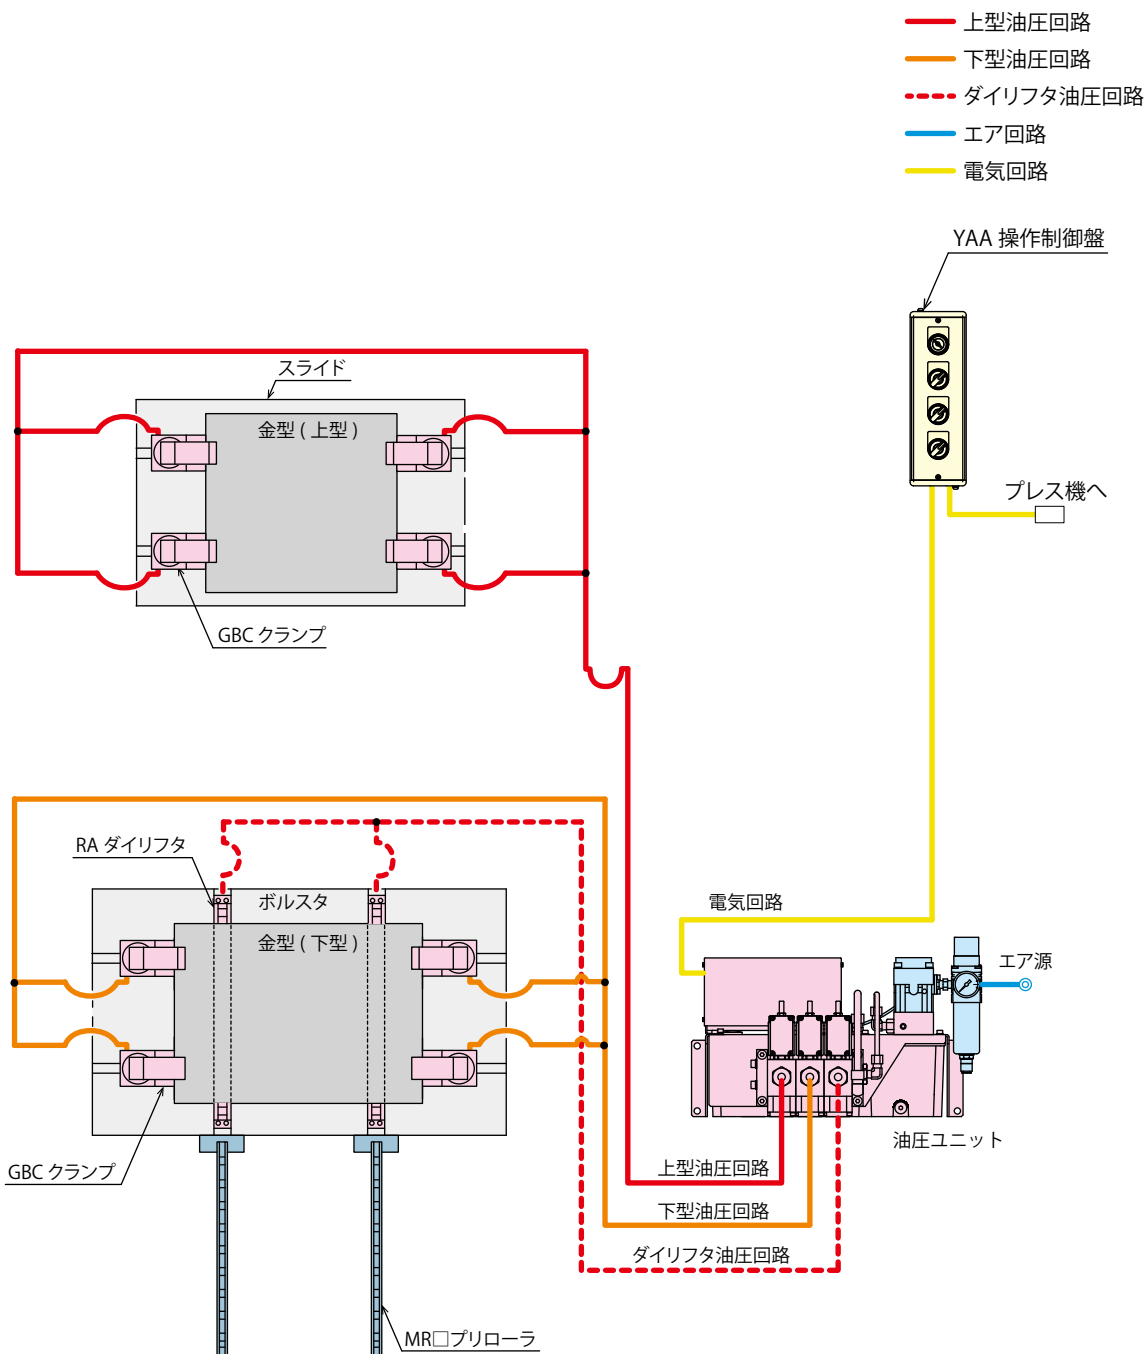 上型油圧回路
下型油圧回路
ダイリフタ油圧回路
エア回路
電気回路
YAA 操作制御盤
スライド
金型 ( 上型 )
プレス機へ
GBC クランプ
RA ダイリフタ
ボルスタ
電気回路
金型 ( 下型 )
エア源
油圧ユニット
上型油圧回路
GBC クランプ
下型油圧回路
ダイリフタ油圧回路
MR□プリローラ